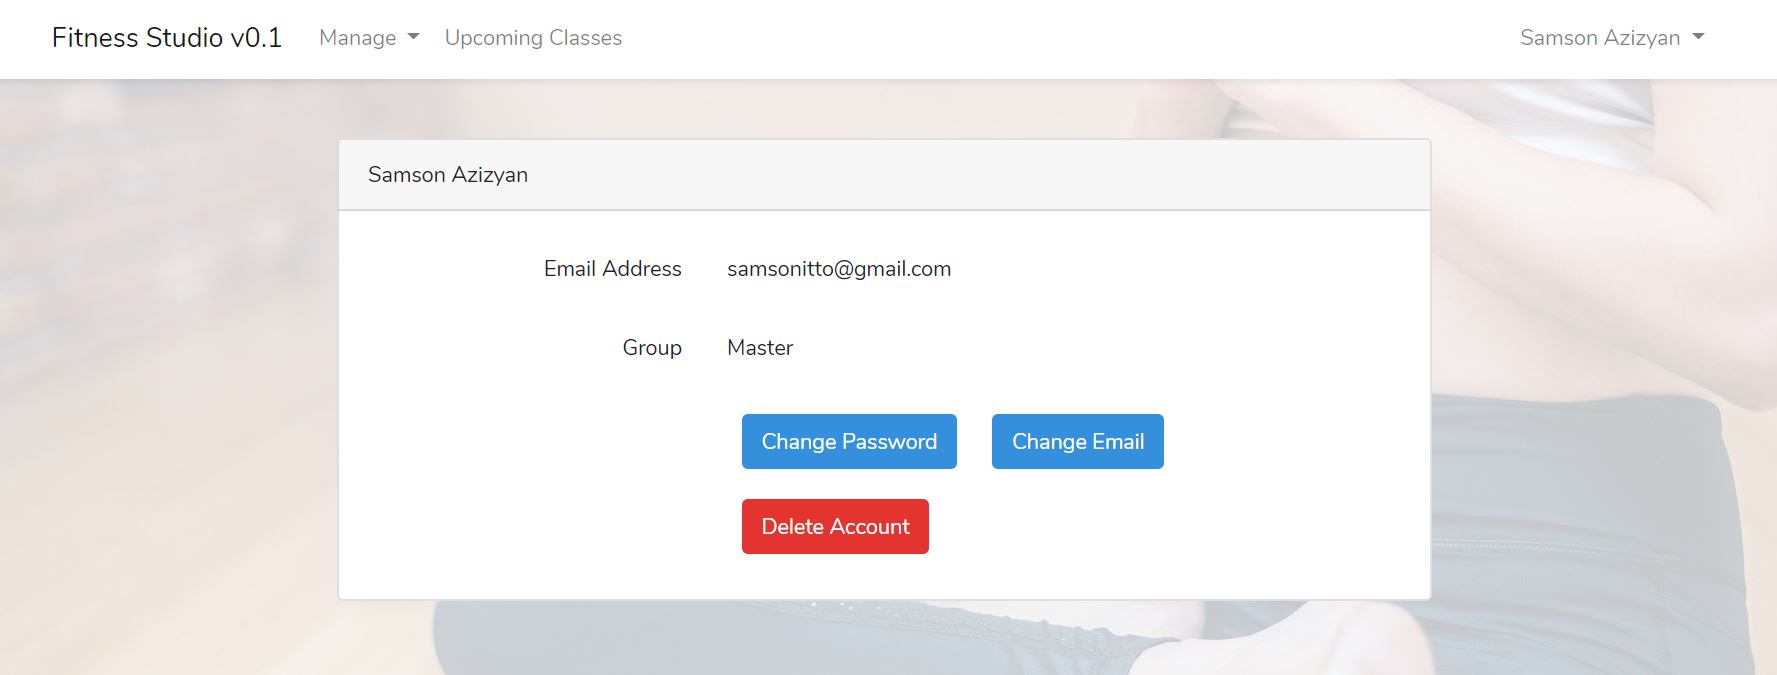 Fitness Studio v0.1 Manage Upcoming Classes Samson Azizyan
Samson Azizyan
Email Address samsonitto@gmail.com
Group Master
Change Password Change Email
Delete Account